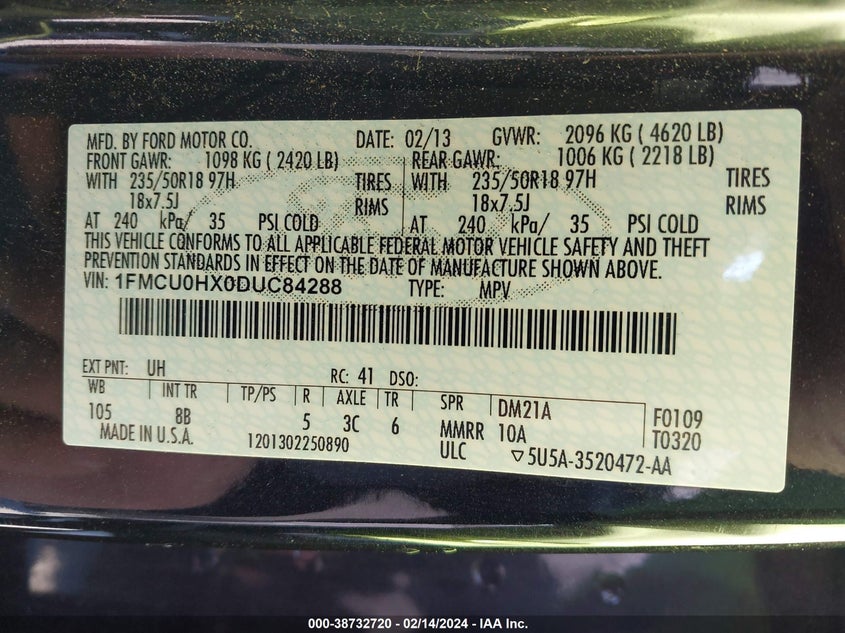 MFD. BY FORD MOTOR CO. DATE: 02/13 GVWR: 2096 KG ( 4620 LB)
FRONT GAWR: 1098 KG ( 2420 LB) REAR GAWR: 1006 KG ( 2218 LB)
WITH 235/50R18 97H TIRES WITH 235/50R18 97H TIRES
18x7.5J RIMS 18x7.5J RIMS
AT 240 kPa/ 35 PSI COLD AT 240 kPa/ 35 PSI COLD
THIS VEHICLE CONFORMS TO ALL APPLICABLE FEDERAL MOTOR VEHICLE SAFETY AND THEFT
PREVENTION STANDARDS IN EFFECT ON THE DATE OF MANUFACTURE SHOWN ABOVE.
VIN: 1FMCU0HX0DUC84288 TYPE: MPV
EXT PNT: UH RC: 41 DSO:
WB INT TR TP/PS R AXLE TR SPR DM21A F0109
105 8B 5 3C 6 MMRR 10A T0320
MADE IN U.S.A. 1201302250890 ULC ▽5U5A-3520472-AA
000-38732720 - 02/14/2024 - IAA Inc.